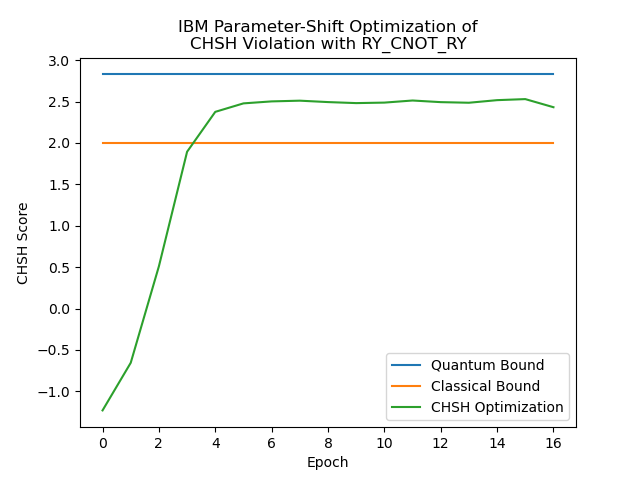 IBM Parameter-Shift Optimization of
CHSH Violation with RY_CNOT_RY
3.0
2.5
2.0
1.5
1.0
0.5
0.0
−0.5
−1.0
CHSH Score
0 2 4 6 8 10 12 14 16
Epoch
Quantum Bound
Classical Bound
CHSH Optimization